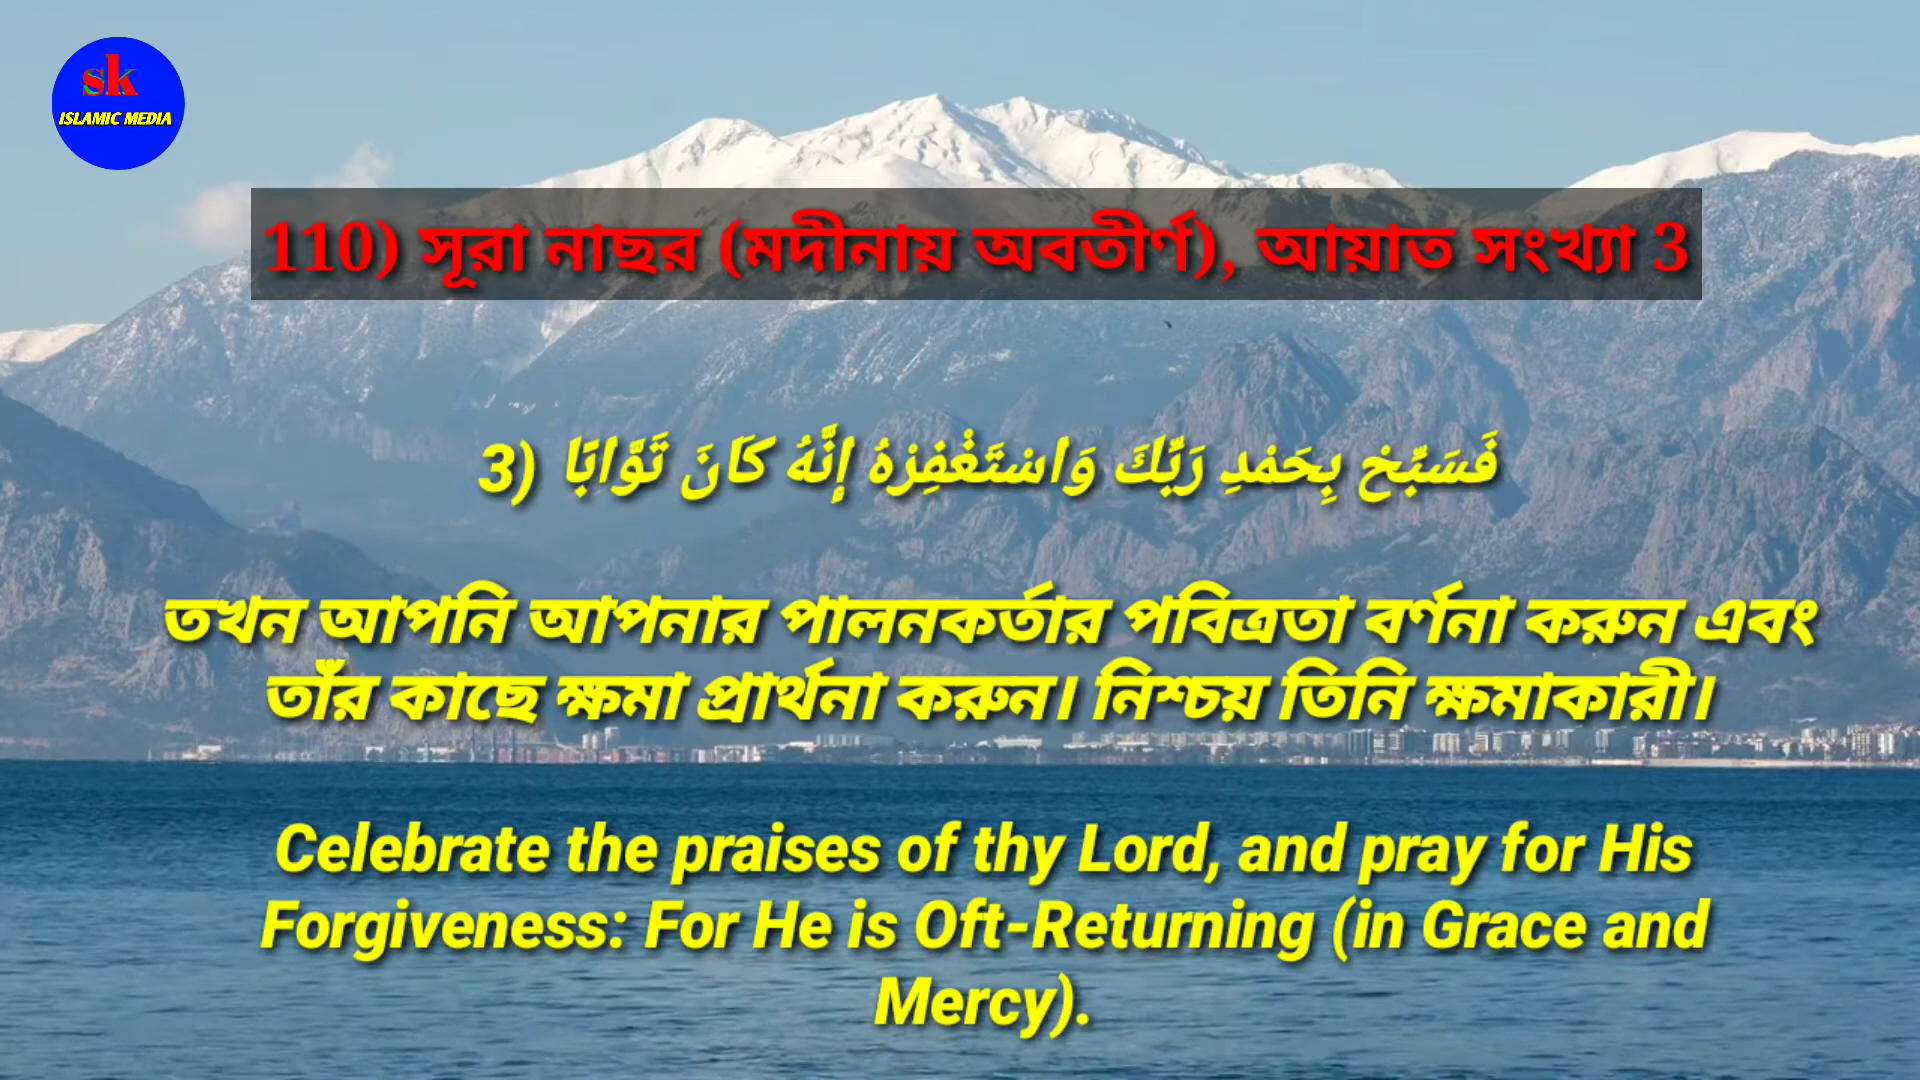 sk
ISLAMIC MEDIA
110) সূরা নাছর (মদীনায় অবতীর্ণ), আয়াত সংখ্যা 3
3) فَسَبِّحْ بِحَمْدِ رَبِّكَ وَاسْتَغْفِرْهُ إِنَّهُ كَانَ تَوَّابًا
তখন আপনি আপনার পালনকর্তার পবিত্রতা বর্ণনা করুন এবং
তাঁর কাছে ক্ষমা প্রার্থনা করুন। নিশ্চয় তিনি ক্ষমাকারী।
Celebrate the praises of thy Lord, and pray for His
Forgiveness: For He is Oft-Returning (in Grace and
Mercy).